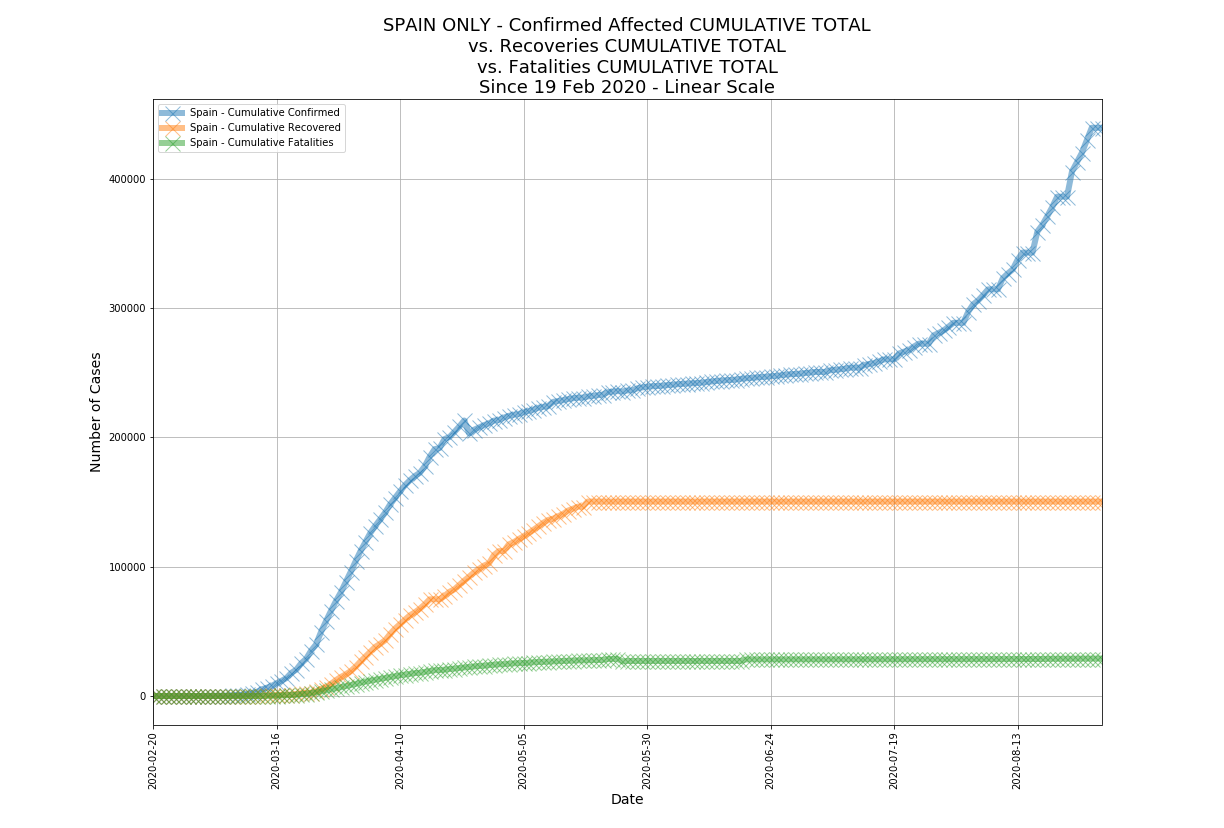 SPAIN ONLY - Confirmed Affected CUMULATIVE TOTAL
vs. Recoveries CUMULATIVE TOTAL
vs. Fatalities CUMULATIVE TOTAL
Since 19 Feb 2020 - Linear Scale
Spain - Cumulative Confirmed
Spain - Cumulative Recovered
Spain - Cumulative Fatalities
Number of Cases
400000
300000
200000
100000
0
2020-02-20
2020-03-16
2020-04-10
2020-05-05
2020-05-30
2020-06-24
2020-07-19
2020-08-13
Date